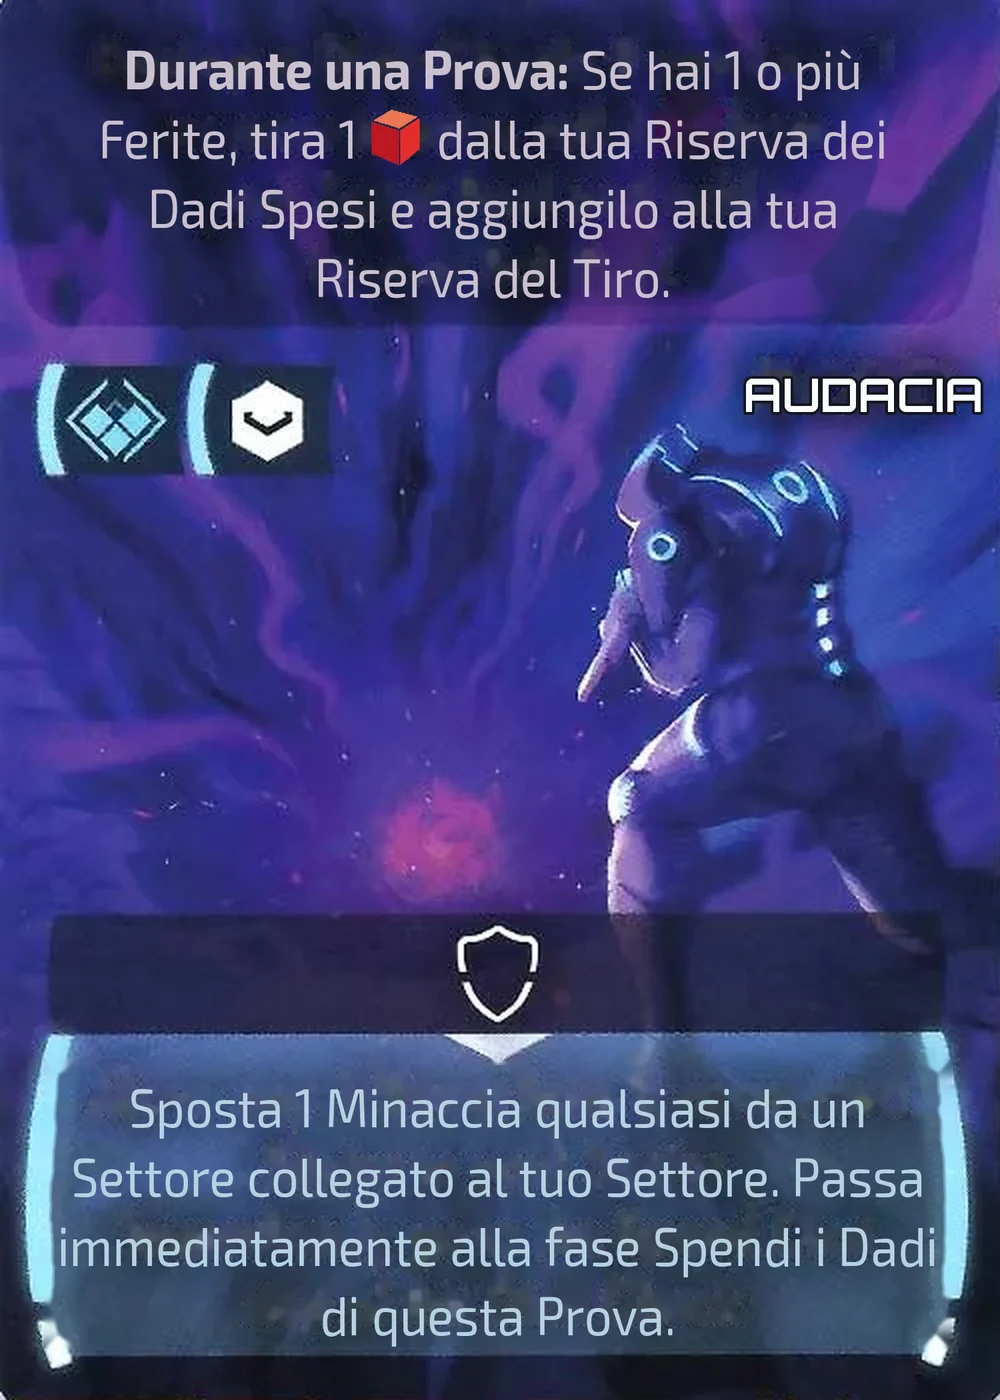 Durante una Prova: Se hai 1 o più
Ferite, tira 1 dalla tua Riserva dei
Dadi Spesi e aggiungilo alla tua
Riserva del Tiro.
AUDACIA
Sposta 1 Minaccia qualsiasi da un
Settore collegato al tuo Settore. Passa
immediatamente alla fase Spendi i Dadi
di questa Prova.